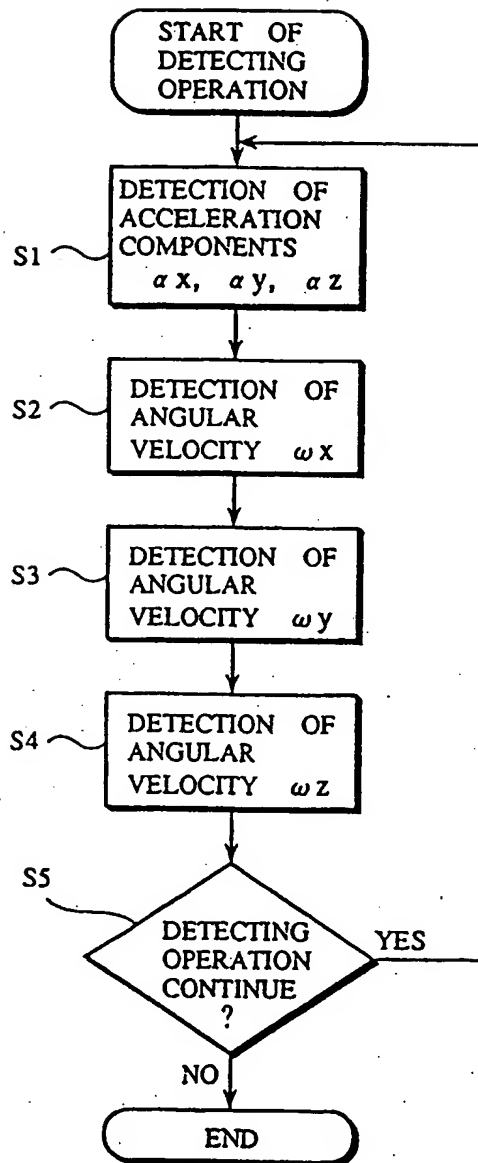 START OF
DETECTING
OPERATION
S1
DETECTION OF
ACCELERATION
COMPONENTS
αx, αy, αz
S2
DETECTION OF
ANGULAR
VELOCITY ωx
S3
DETECTION OF
ANGULAR
VELOCITY ωy
S4
DETECTION OF
ANGULAR
VELOCITY ωz
S5
DETECTING
OPERATION
CONTINUE
?
YES
NO
END